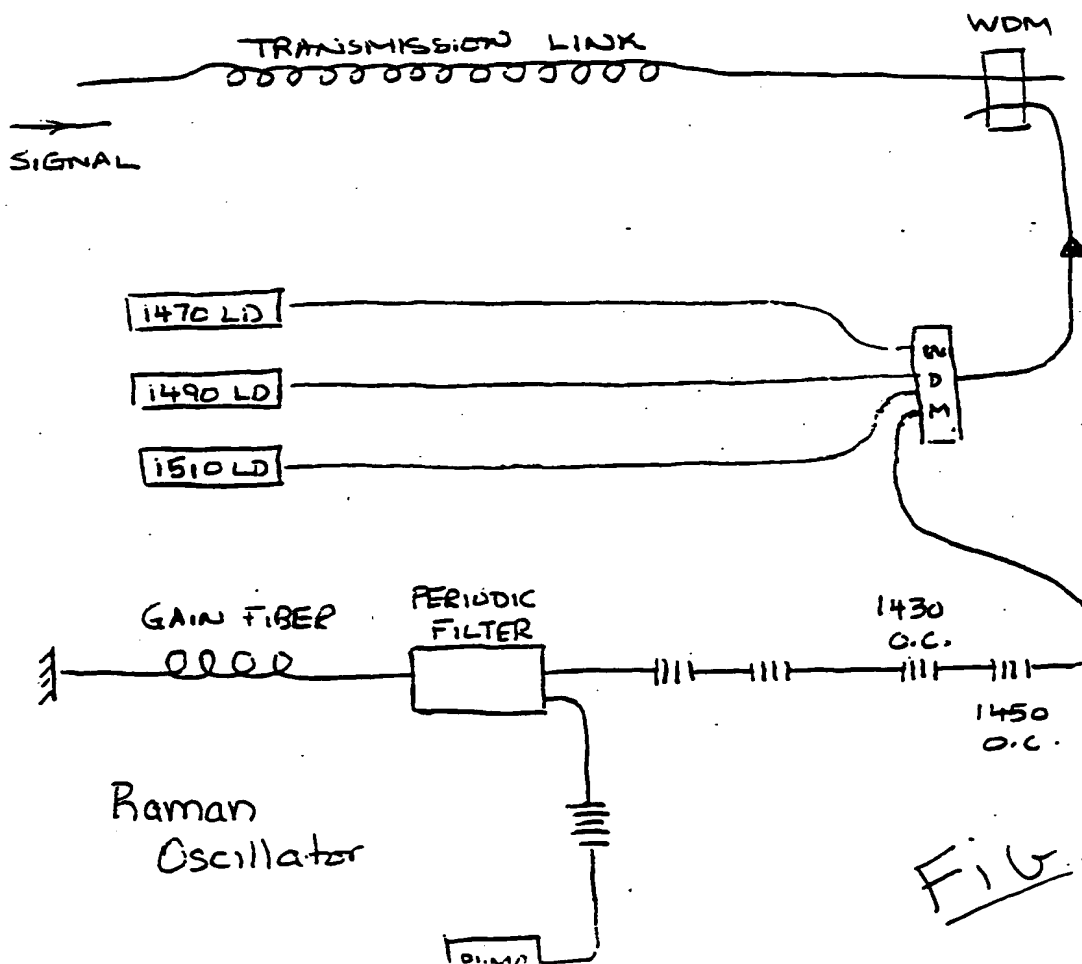 TRANSMISSION LINK
WDM
SIGNAL
1470 LD
1490 LD
1510 LD
W
D
M
GAIN FIBER
PERIODIC
FILTER
1430
O.C.
1450
O.C.
Raman
Oscillator
Fig
PUMP